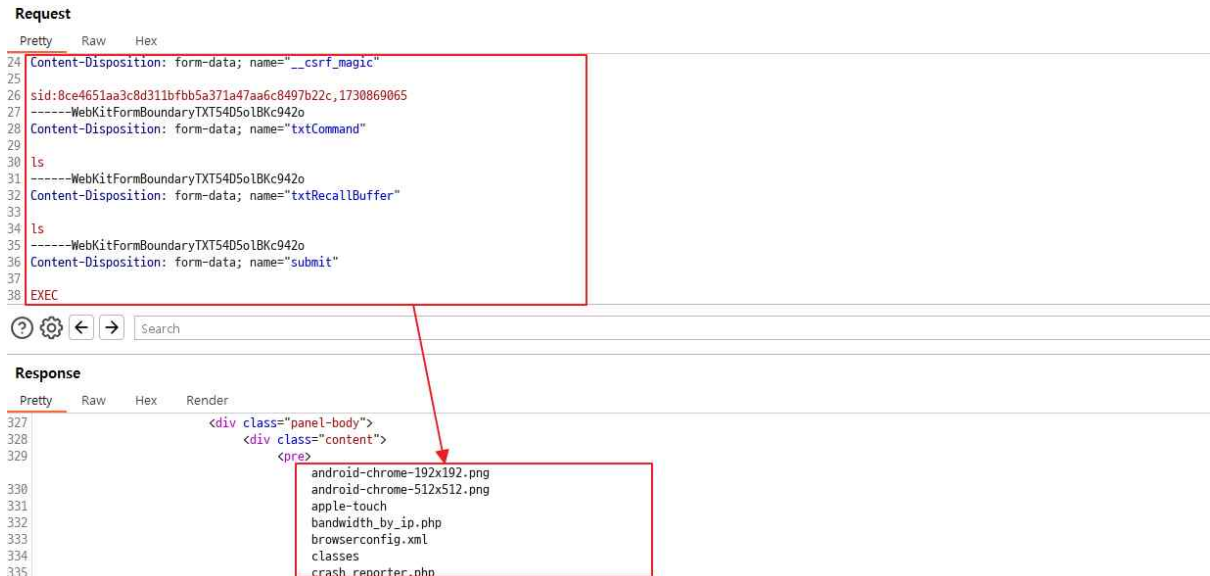 Request
Pretty Raw Hex
24 Content-Disposition: form-data; name="__csrf_magic"
25
26 sid:8ce4651aa3c8d311bfbb5a371a47aa6c8497b22c,1730869065
27 ------WebKitFormBoundaryTXT54D5olBKc942o
28 Content-Disposition: form-data; name="txtCommand"
29
30 ls
31 ------WebKitFormBoundaryTXT54D5olBKc942o
32 Content-Disposition: form-data; name="txtRecallBuffer"
33
34 ls
35 ------WebKitFormBoundaryTXT54D5olBKc942o
36 Content-Disposition: form-data; name="submit"
37
38 EXEC
Search
Response
Pretty Raw Hex Render
327 <div class="panel-body">
328 <div class="content">
329 <pre>
android-chrome-192x192.png
330 android-chrome-512x512.png
331 apple-touch
332 bandwidth_by_ip.php
333 browserconfig.xml
334 classes
335 crash_reporter.php